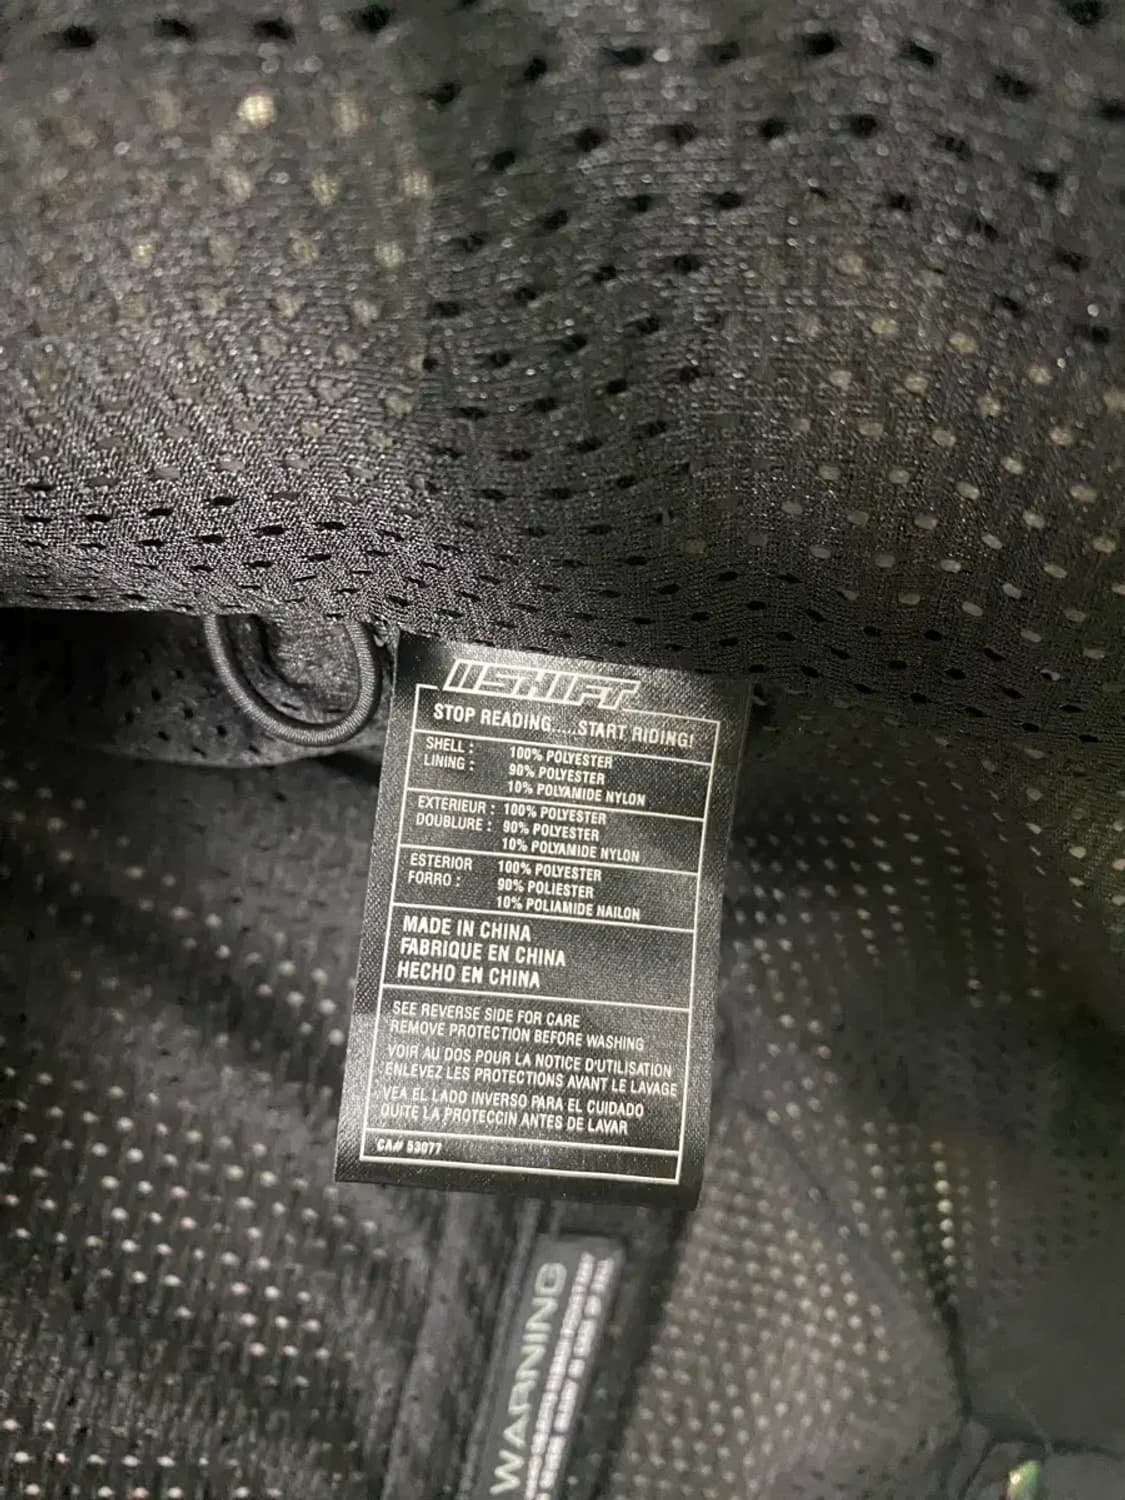 SHIFT
STOP READING.....START RIDING!
SHELL : 100% POLYESTER
LINING : 90% POLYESTER
10% POLYAMIDE NYLON
EXTERIEUR : 100% POLYESTER
DOUBLURE : 90% POLYESTER
10% POLYAMIDE NYLON
ESTERIOR 100% POLYESTER
FORRO : 90% POLIESTER
10% POLIAMIDE NAILON
MADE IN CHINA
FABRIQUE EN CHINA
HECHO EN CHINA
SEE REVERSE SIDE FOR CARE
REMOVE PROTECTION BEFORE WASHING
VOIR AU DOS POUR LA NOTICE D'UTILISATION
ENLEVEZ LES PROTECTIONS AVANT LE LAVAGE
VEA EL LADO INVERSO PARA EL CUIDADO
QUITE LA PROTECCIN ANTES DE LAVAR
CA# 53077
WARNING